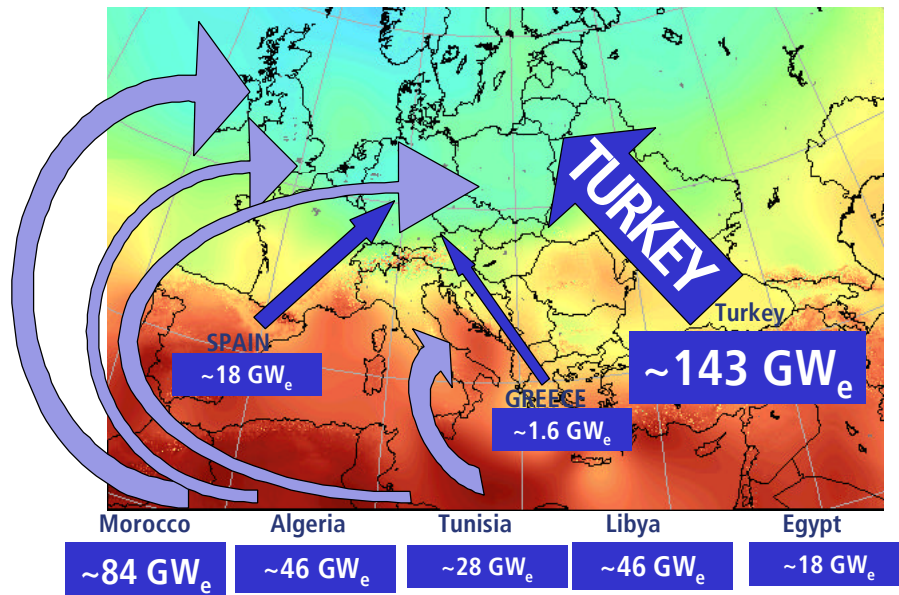 TURKEY
Turkey
~143 GWe
SPAIN
~18 GWe
GREECE
~1.6 GWe
Morocco
Algeria
Tunisia
Libya
Egypt
~84 GWe
~46 GWe
~28 GWe
~46 GWe
~18 GWe